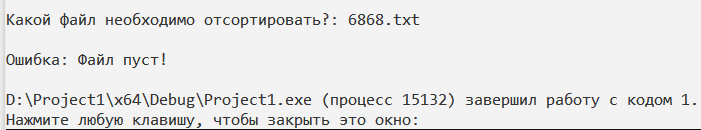 Какой файл необходимо отсортировать?: 6868.txt
Ошибка: Файл пуст!
D:\Project1\x64\Debug\Project1.exe (процесс 15132) завершил работу с кодом 1.
Нажмите любую клавишу, чтобы закрыть это окно: